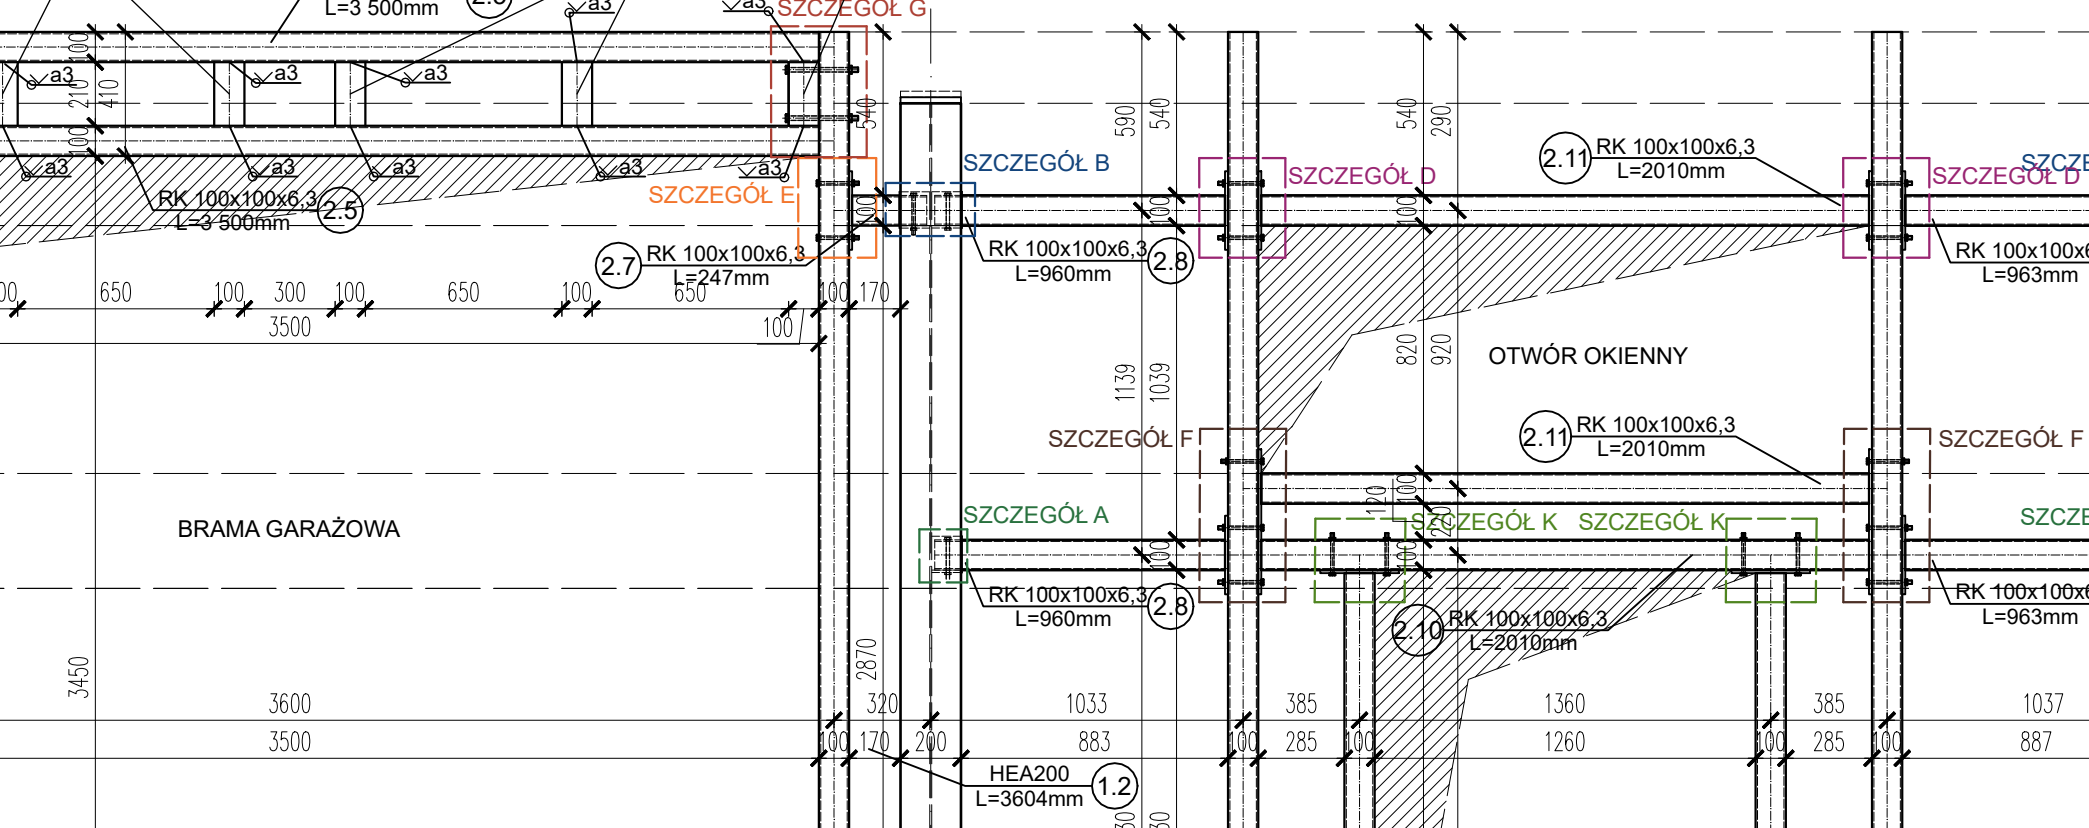 L=3 500mm
a3
a3
SZCZEGÓŁ G
100
210
410
100
a3
a3
a3
540
590
540
540
290
a3
a3
a3
a3
a3
RK 100x100x6,3
L=3 500mm
2.5
SZCZEGÓŁ E
SZCZEGÓŁ B
SZCZEGÓŁ D
2.11
RK 100x100x6,3
L=2010mm
SZCZEGÓŁ D
100
100
100
2.7
RK 100x100x6,3
L=247mm
RK 100x100x6,3
L=960mm
2.8
L=963mm
650
100
300
100
650
100
650
100
170
3500
100
1139
1039
820
920
OTWÓR OKIENNY
SZCZEGÓŁ F
2.11
RK 100x100x6,3
L=2010mm
SZCZEGÓŁ F
BRAMA GARAŻOWA
SZCZEGÓŁ A
120
100
220
SZCZEGÓŁ K
SZCZEGÓŁ K
100
100
RK 100x100x6,3
L=960mm
2.8
2.10
RK 100x100x6,3
L=2010mm
L=963mm
3450
2870
3600
320
1033
385
1360
385
1037
3500
100
170
200
883
100
285
100
1260
100
285
100
887
HEA200
L=3604mm
1.2